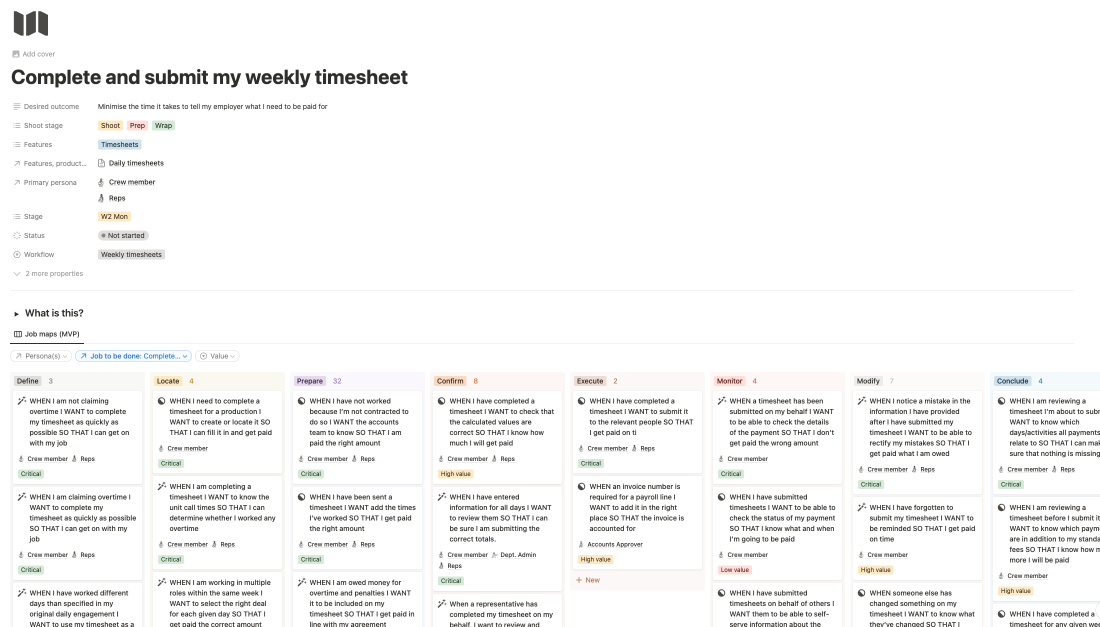 Add cover
Complete and submit my weekly timesheet
Desired outcome
Minimise the time it takes to tell my employer what I need to be paid for
Shoot stage
Shoot Prep Wrap
Features
Timesheets
Features, product...
Daily timesheets
Primary persona
Crew member
Reps
Stage
W2 Mon
Status
Not started
Workflow
Weekly timesheets
2 more properties
What is this?
Job maps (MVP)
Persona(s)
Job to be done: Complete...
Value
Define 3
WHEN I am not claiming
overtime I WANT to complete
my timesheet as quickly as
possible SO THAT I can get on
with my job
Crew member Reps
Critical
WHEN I am claiming overtime I
WANT to complete my
timesheet as quickly as possible
SO THAT I can get on with my
job
Crew member Reps
Critical
WHEN I have worked different
days than specified in my
original daily engagement I
WANT to use my timesheet as a
Locate 4
WHEN I need to complete a
timesheet for a production I
WANT to create or locate it SO
THAT I can fill it in and get paid
Crew member
Critical
WHEN I am completing a
timesheet I WANT to know the
unit call times SO THAT I can
determine whether I worked any
overtime
Crew member Reps
Critical
WHEN I am working in multiple
roles within the same week I
WANT to select the right deal
for each given day SO THAT I
get paid the correct amount
Prepare 32
WHEN I have not worked
because I'm not contracted to
do so I WANT the accounts
team to know SO THAT I am
paid the right amount
Crew member Reps
Critical
WHEN I have been sent a
timesheet I WANT add the times
I've worked SO THAT I get paid
the right amount
Crew member Reps
Critical
WHEN I am owed money for
overtime and penalties I WANT
it to be included on my
timesheet SO THAT I get paid in
line with my agreement
Confirm 8
WHEN I have completed a
timesheet I WANT to check that
the calculated values are
correct SO THAT I know how
much I will get paid
Crew member Reps
High value
WHEN I have entered
information for all days I WANT
to review them SO THAT I can
be sure I am submitting the
correct totals.
Crew member Dept. Admin
Reps
Critical
When a representative has
completed my timesheet on my
behalf, I want to review and
Execute 2
WHEN I have completed a
timesheet I WANT to submit it
to the relevant people SO THAT
I get paid on ti
Crew member Reps
Critical
WHEN an invoice number is
required for a payroll line I
WANT to add it in the right
place SO THAT the invoice is
accounted for
Accounts Approver
High value
+ New
Monitor 4
WHEN a timesheet has been
submitted on my behalf I WANT
to be able to check the details
of the payment SO THAT I don't
get paid the wrong amount
Crew member
Critical
WHEN I have submitted
timesheets I WANT to be able to
check the status of my payment
SO THAT I know what and when
I'm going to be paid
Crew member
Low value
WHEN I have submitted
timesheets on behalf of others I
WANT them to be able to self-
serve information about the
Modify 7
WHEN I notice a mistake in the
information I have provided
after I have submitted my
timesheet I WANT to be able to
rectify my mistakes SO THAT I
get paid what I am owed
Crew member Reps
Critical
WHEN I have forgotten to
submit my timesheet I WANT to
be reminded SO THAT I get paid
on time
Crew member
High value
WHEN someone else has
changed something on my
timesheet I WANT to know what
they've changed SO THAT I
Conclude 4
WHEN I am reviewing a
timesheet I'm about to subm
WANT to know which
days/activities all payments
relate to SO THAT I can mak
sure that nothing is missing
Crew member Reps
Critical
WHEN I am reviewing a
timesheet before I submit it
WANT to know which paym
are in addition to my standa
fees SO THAT I know how m
more I will be paid
Crew member
High value
WHEN I have completed a
timesheet for any given wee